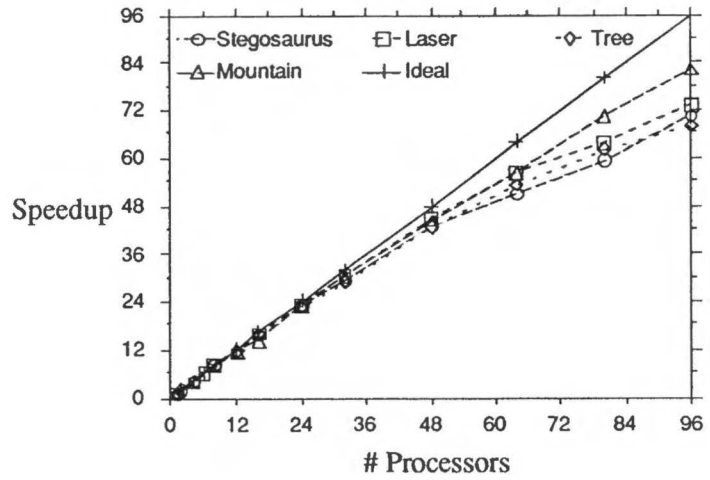 96
84
72
60
48
36
24
12
0
Stegosaurus
Laser
Tree
Mountain
Ideal
Speedup
0 12 24 36 48 60 72 84 96
# Processors